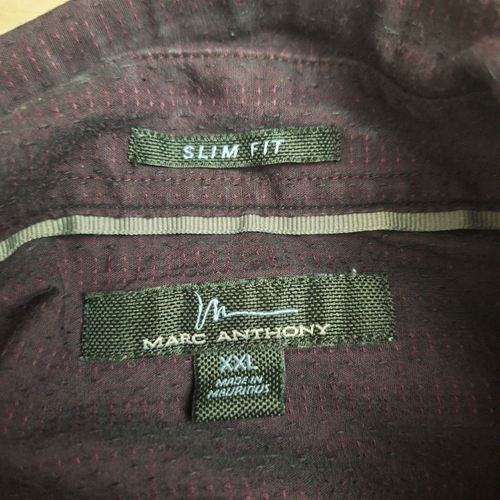 SLIM FIT
MARC ANTHONY
XXL
MADE IN
MAURITIUS